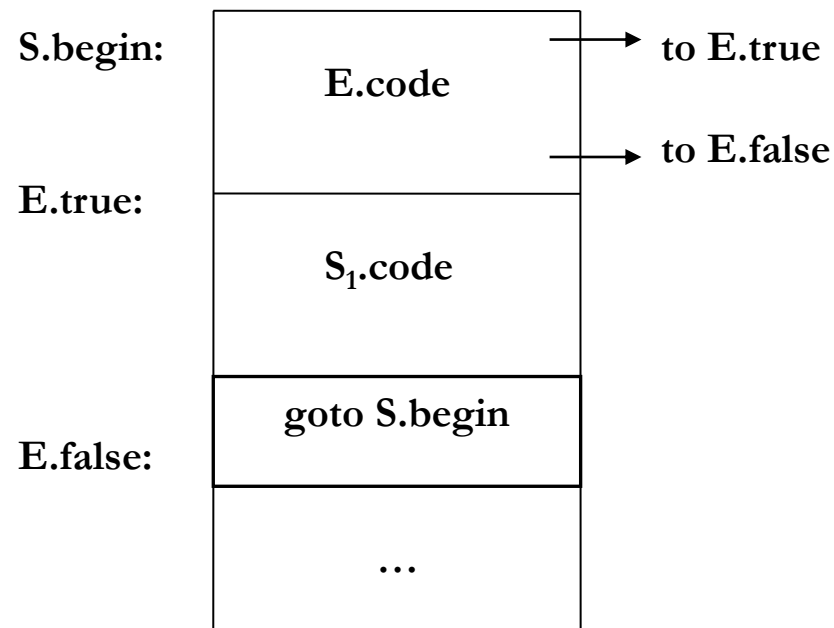 S.begin:
E.code
to E.true
to E.false
E.true:
S₁.code
goto S.begin
E.false:
...